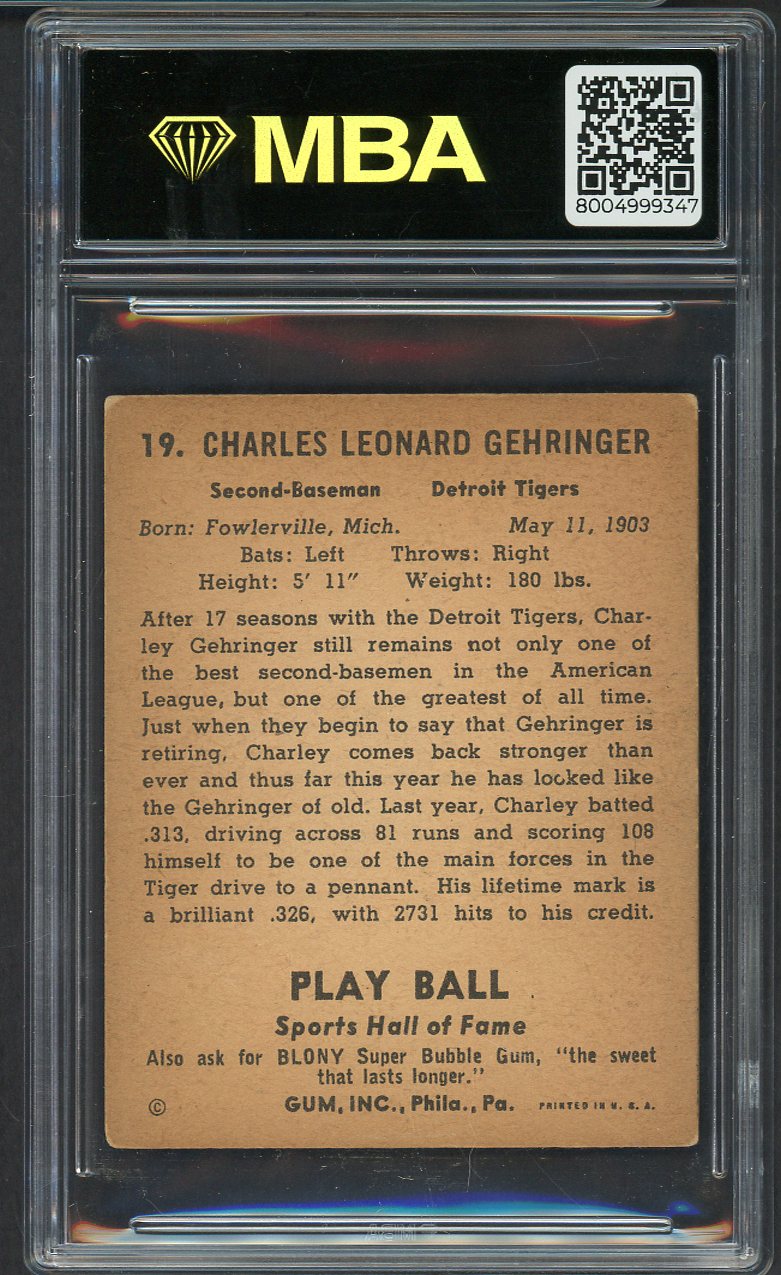 MBA
8004999347
19. CHARLES LEONARD GEHRINGER
Second-Baseman Detroit Tigers
Born: Fowlerville, Mich. May 11, 1903
Bats: Left Throws: Right
Height: 5′ 11″ Weight: 180 lbs.
After 17 seasons with the Detroit Tigers, Char-
ley Gehringer still remains not only one of
the best second-basemen in the American
League, but one of the greatest of all time.
Just when they begin to say that Gehringer is
retiring, Charley comes back stronger than
ever and thus far this year he has looked like
the Gehringer of old. Last year, Charley batted
.313, driving across 81 runs and scoring 108
himself to be one of the main forces in the
Tiger drive to a pennant. His lifetime mark is
a brilliant .326, with 2731 hits to his credit.
PLAY BALL
Sports Hall of Fame
Also ask for BLONY Super Bubble Gum, "the sweet
that lasts longer."
© GUM, INC., Phila., Pa. PRINTED IN U. S. A.
MBA